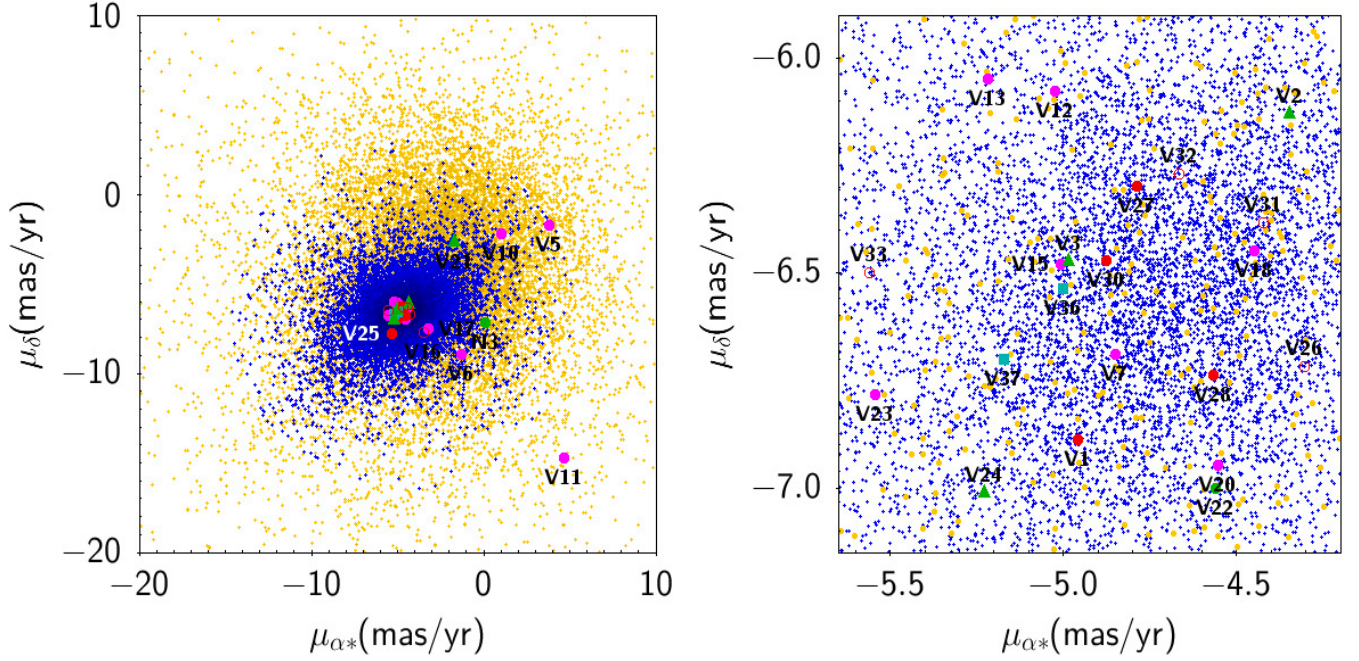 10
0
−10
−20
−20
−10
0
10
μδ(mas/yr)
μα∗(mas/yr)
V5
V10
V21
V25
V17
N3
V16
V6
V11
−6.0
−6.5
−7.0
−5.5
−5.0
−4.5
μδ(mas/yr)
μα∗(mas/yr)
V13
V12
V2
V32
V27
V31
V3
V33
V15
V30
V18
V36
V26
V37
V7
V28
V23
V1
V24
V20
V22